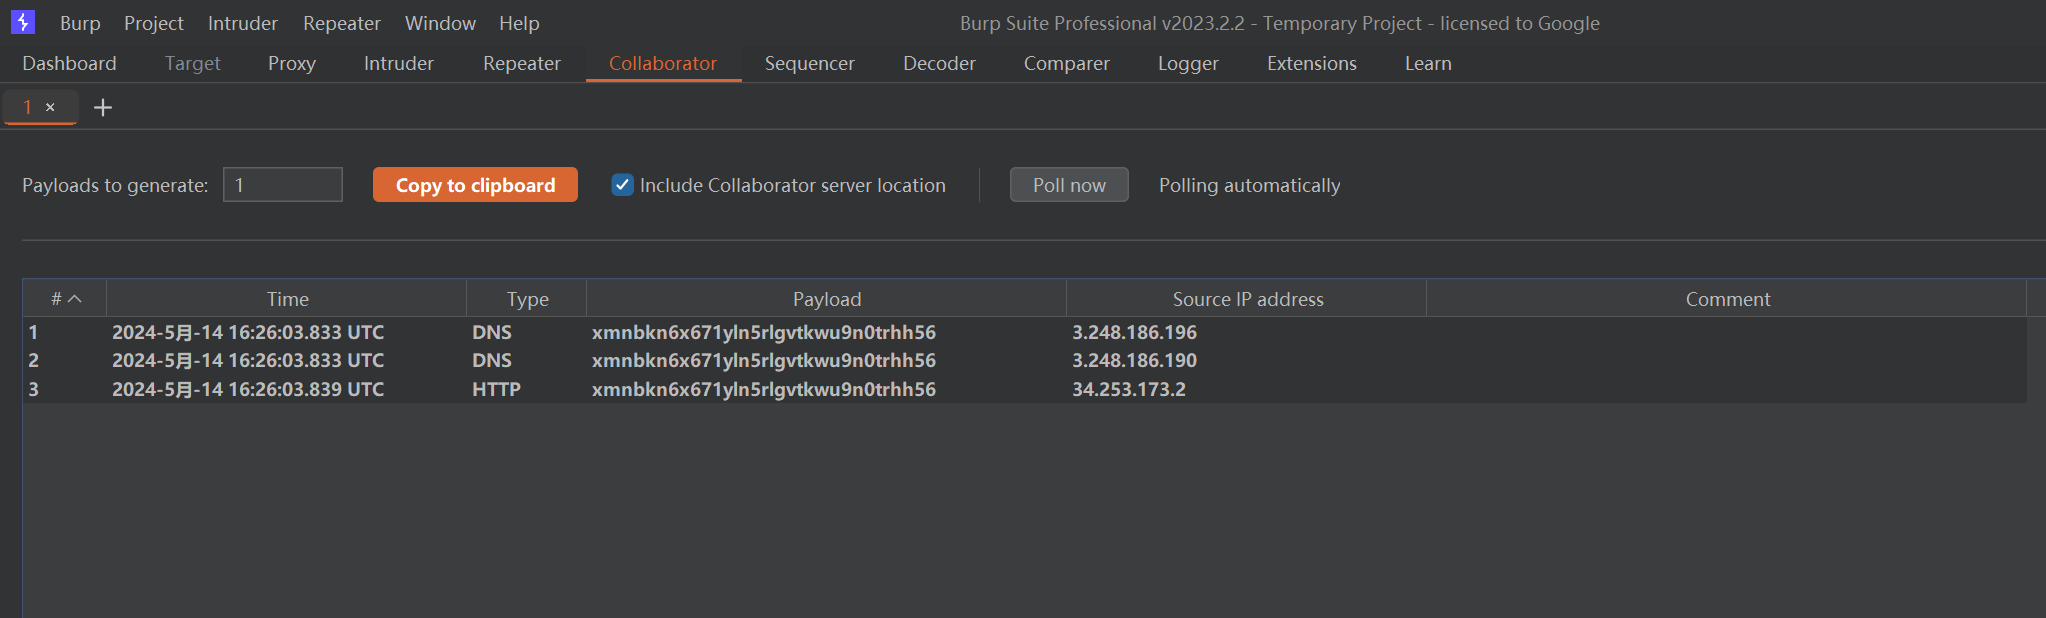 Burp Project Intruder Repeater Window Help Burp Suite Professional v2023.2.2 - Temporary Project - licensed to Google
Dashboard Target Proxy Intruder Repeater Collaborator Sequencer Decoder Comparer Logger Extensions Learn
1 × +
Payloads to generate: 1 Copy to clipboard Include Collaborator server location Poll now Polling automatically
# Time Type Payload Source IP address Comment
1 2024-5月-14 16:26:03.833 UTC DNS xmnbkn6x671yln5rlgvtkwu9n0trhh56 3.248.186.196
2 2024-5月-14 16:26:03.833 UTC DNS xmnbkn6x671yln5rlgvtkwu9n0trhh56 3.248.186.190
3 2024-5月-14 16:26:03.839 UTC HTTP xmnbkn6x671yln5rlgvtkwu9n0trhh56 34.253.173.2